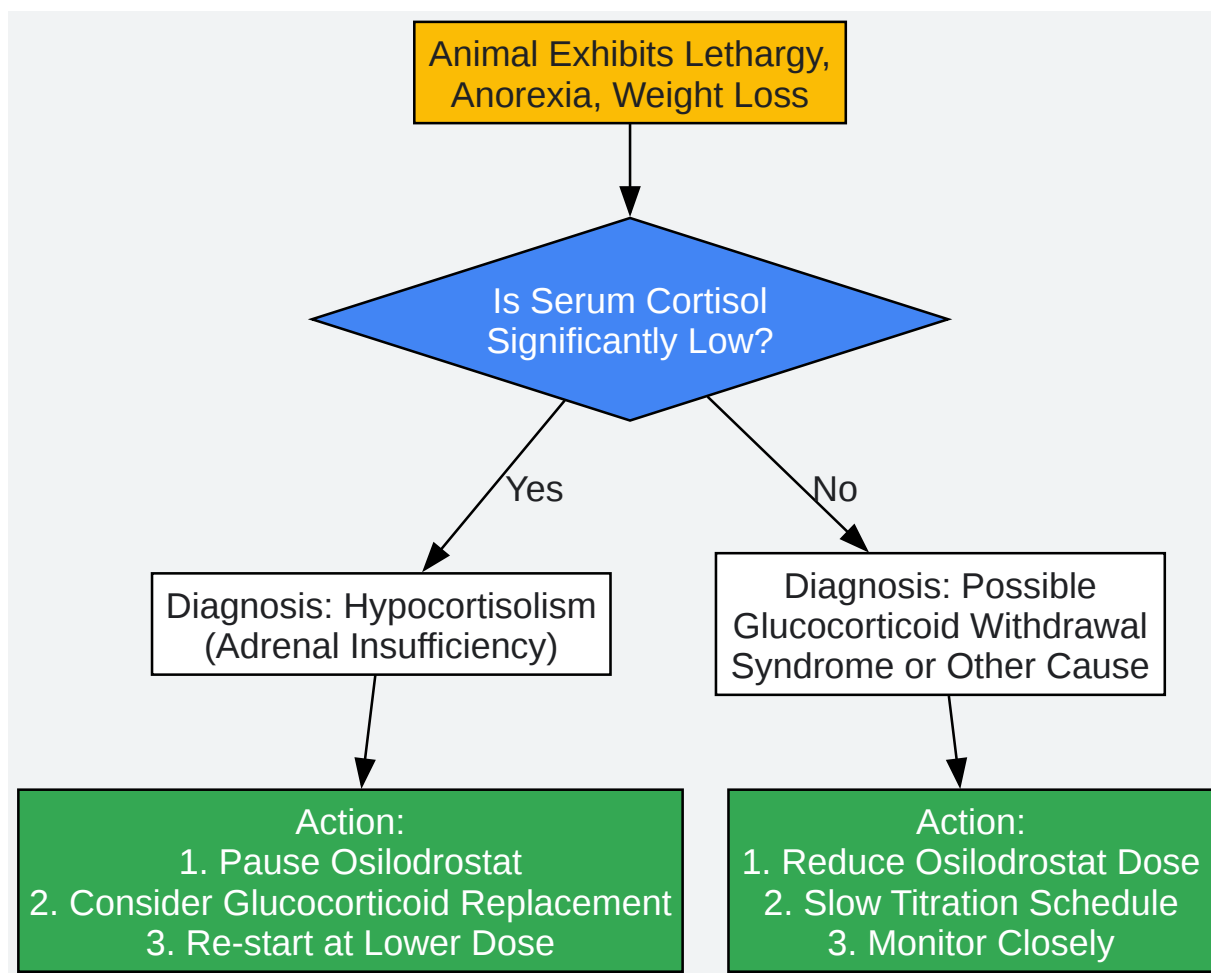 Animal Exhibits Lethargy,
Anorexia, Weight Loss
Is Serum Cortisol
Significantly Low?
Yes
No
Diagnosis: Hypocortisolism
(Adrenal Insufficiency)
Diagnosis: Possible
Glucocorticoid Withdrawal
Syndrome or Other Cause
Action:
1. Pause Osilodrostat
2. Consider Glucocorticoid Replacement
3. Re-start at Lower Dose
Action:
1. Reduce Osilodrostat Dose
2. Slow Titration Schedule
3. Monitor Closely